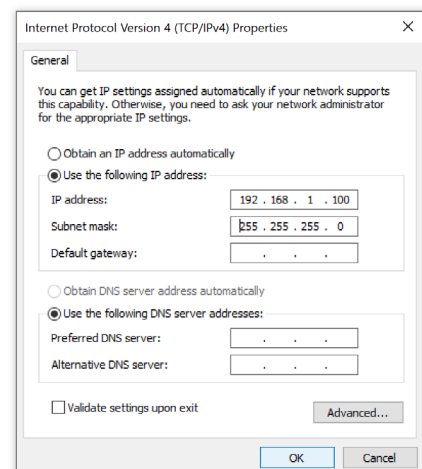 Internet Protocol Version 4 (TCP/IPv4) Properties
General
You can get IP settings assigned automatically if your network supports
this capability. Otherwise, you need to ask your network administrator
for the appropriate IP settings.
Obtain an IP address automatically
Use the following IP address:
IP address: 192 . 168 . 1 . 100
Subnet mask: 255 . 255 . 255 . 0
Default gateway: . . .
Obtain DNS server address automatically
Use the following DNS server addresses:
Preferred DNS server: . . .
Alternative DNS server: . . .
Validate settings upon exit
Advanced...
OK Cancel